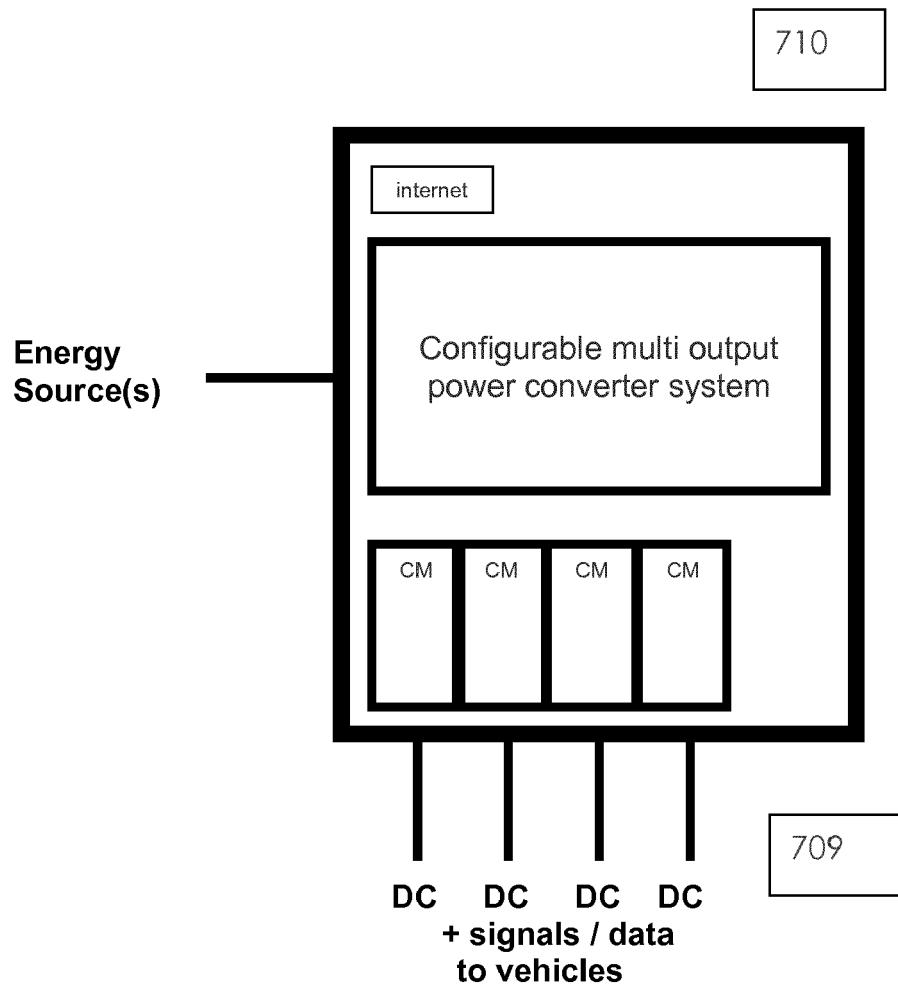 710
internet
Configurable multi output
power converter system
Energy
Source(s)
CM CM CM CM
709
DC DC DC DC
+ signals / data
to vehicles